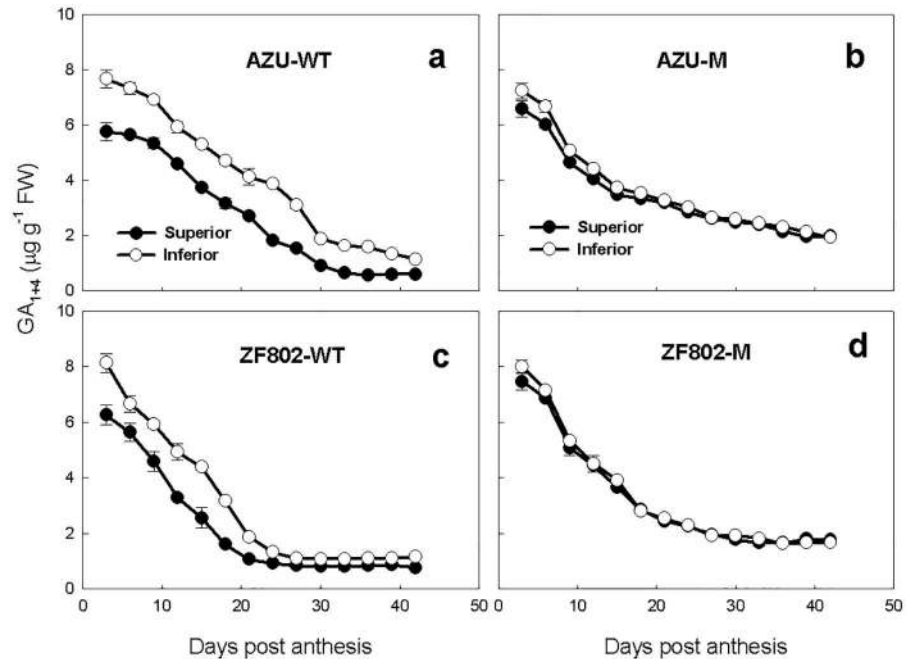 10
8
6
4
2
0
AZU-WT
a
Superior
Inferior
AZU-M
b
Superior
Inferior
GA1+4 (µg g-1 FW)
10
8
6
4
2
0
ZF802-WT
c
ZF802-M
d
0 10 20 30 40 50
0 10 20 30 40 50
Days post anthesis
Days post anthesis